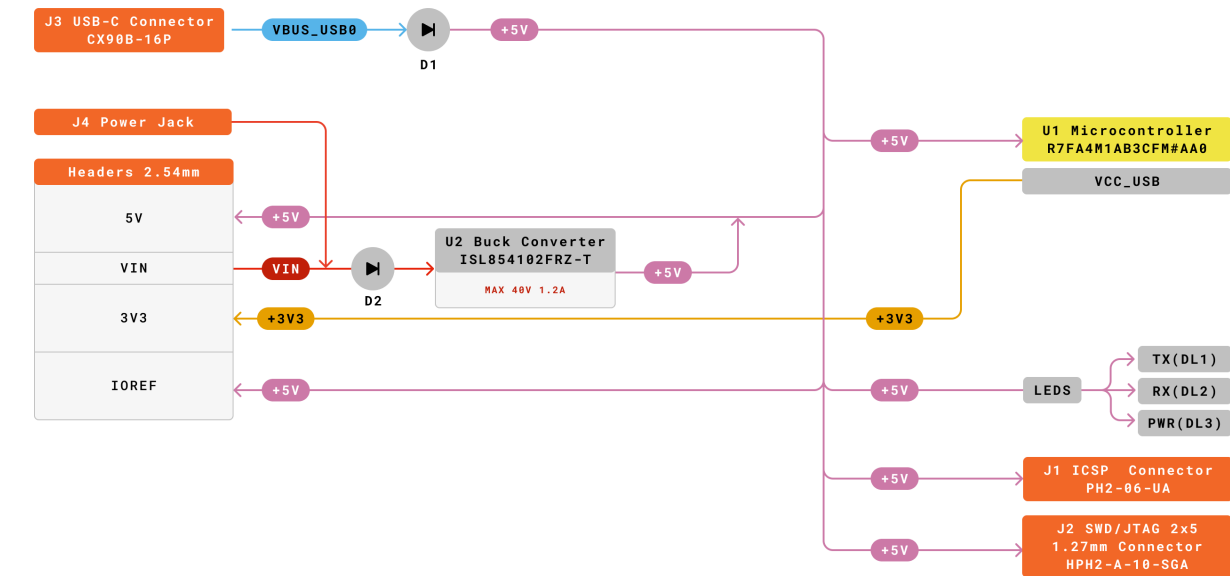 J3 USB-C Connector
CX90B-16P
VBUS_USB0
+5V
D1
J4 Power Jack
+5V
U1 Microcontroller
R7FA4M1AB3CFM#AA0
Headers 2.54mm
VCC_USB
5V
+5V
U2 Buck Converter
ISL854102FRZ-T
VIN
VIN
+5V
MAX 40V 1.2A
D2
3V3
+3V3
+3V3
TX(DL1)
IOREF
+5V
+5V
LEDS
RX(DL2)
PWR(DL3)
+5V
J1 ICSP Connector
PH2-06-UA
+5V
J2 SWD/JTAG 2x5
1.27mm Connector
HPH2-A-10-SGA